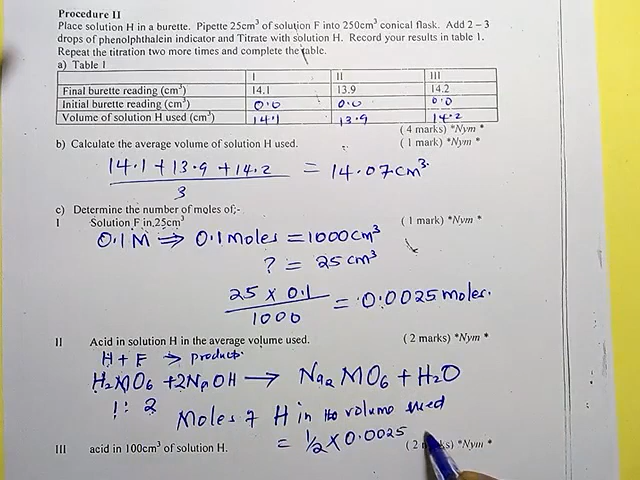 Procedure II
Place solution H in a burette. Pipette 25cm³ of solution F into 250cm³ conical flask. Add 2 – 3
drops of phenolphthalein indicator and Titrate with solution H. Record your results in table 1.
Repeat the titration two more times and complete the table.
a) Table 1
I II III
Final burette reading (cm³) 14.1 13.9 14.2
Initial burette reading (cm³) 0.0 0.0 0.0
Volume of solution H used (cm³) 14.1 13.9 14.2
( 4 marks) *Nym *
b) Calculate the average volume of solution H used. ( 1 mark) *Nym *
14.1 + 13.9 + 14.2 = 14.07cm³
3
c) Determine the number of moles of;-
I Solution F in 25cm³ ( 1 mark) *Nym *
0.1M ⇒ 0.1moles = 1000cm³
? = 25cm³
25 x 0.1 = 0.0025moles.
1000
II Acid in solution H in the average volume used. ( 2 marks) *Nym *
H + F → product
H₂MO₆ + 2NaOH → Na₂MO₆ + H₂O
1 : 2
Moles of H in the volume used
= ½ x 0.0025
III acid in 100cm³ of solution H. *Nym *